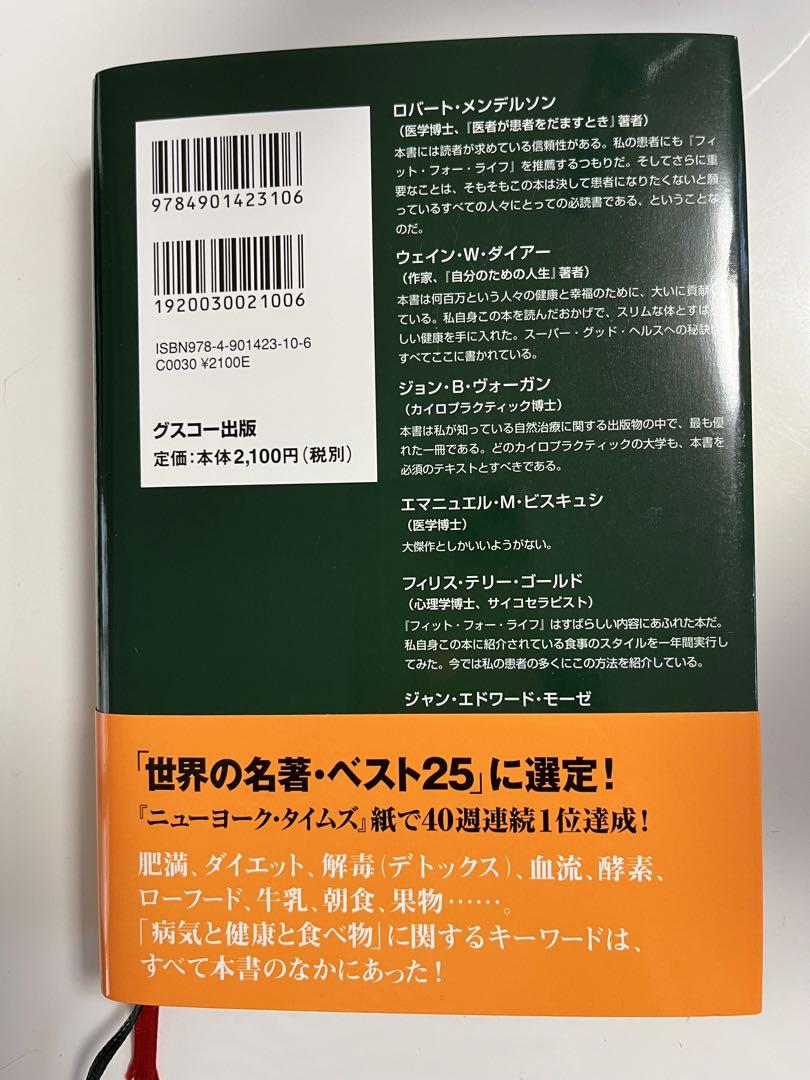 9784901423106
1920030021006
ISBN978-4-901423-10-6
C0030 ¥2100E
グスコー出版
定価:本体2,100円(税別)
ロバート・メンデルソン
(医学博士、『医者が患者をだますとき』著者)
本書には読者が求めている信頼性がある。私の患者にも『フィ
ット・フォー・ライフ』を推薦するつもりだ。そしてさらに重
要なことは、そもそもこの本は決して患者になりたくないと願
っているすべての人々にとっての必読書である、ということな
のだ。
ウェイン・W・ダイアー
(作家、『自分のための人生』著者)
本書は何百万という人々の健康と幸福のために、大いに貢献し
ている。私自身この本を読んだおかげで、スリムな体とすば
しい健康を手に入れた。スーパー・グッド・ヘルスへの秘訣は
すべてここに書かれている。
ジョン・B・ヴォーガン
(カイロプラクティック博士)
本書は私が知っている自然治療に関する出版物の中で、最も優
れた一冊である。どのカイロプラクティックの大学も、本書を
必須のテキストとすべきである。
エマニュエル・M・ビスキュシ
(医学博士)
大傑作としかいいようがない。
フィリス・テリー・ゴールド
(心理学博士、サイコセラピスト)
『フィット・フォー・ライフ』はすばらしい内容にあふれた本だ。
私自身この本に紹介されている食事のスタイルを一年間実行し
てみた。今では私の患者の多くにこの方法を紹介している。
ジャン・エドワード・モーゼ
「世界の名著・ベスト25」に選定!
『ニューヨーク・タイムズ』紙で40週連続1位達成!
肥満、ダイエット、解毒(デトックス)、血流、酵素、
ローフード、牛乳、朝食、果物……。
「病気と健康と食べ物」に関するキーワードは、
すべて本書のなかにあった!